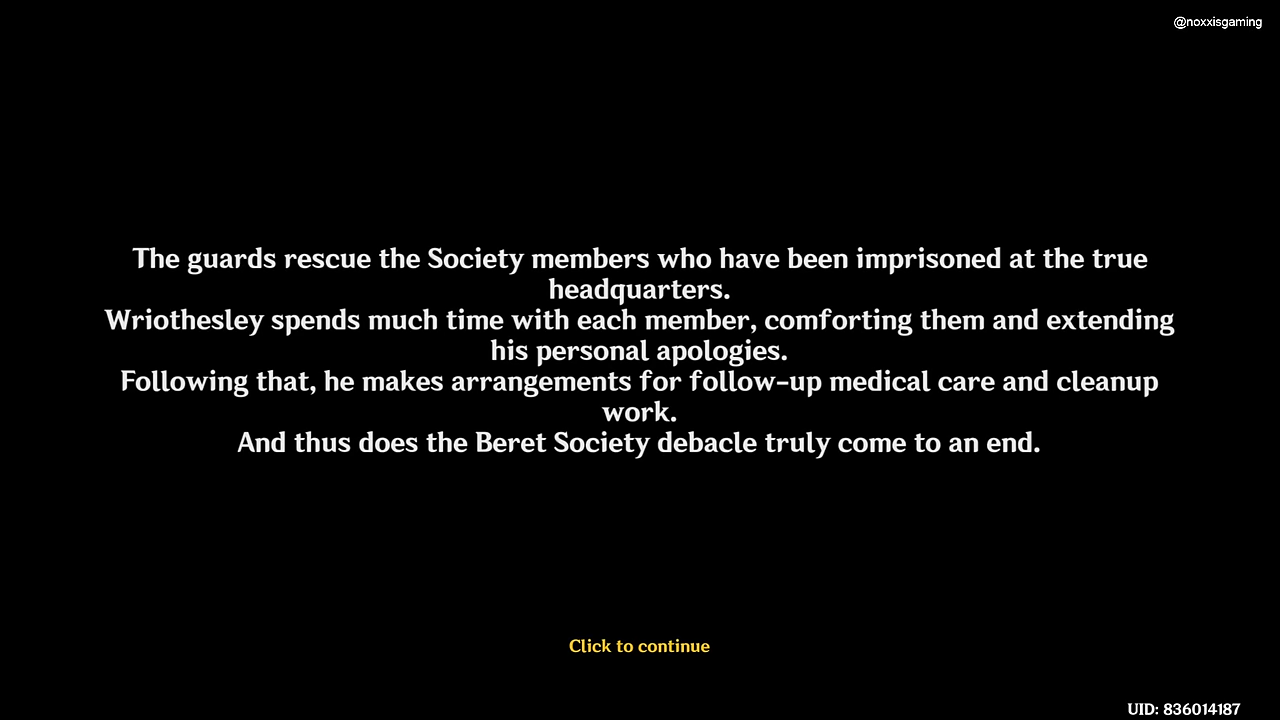 @noxxisgaming
The guards rescue the Society members who have been imprisoned at the true
headquarters.
Wriothesley spends much time with each member, comforting them and extending
his personal apologies.
Following that, he makes arrangements for follow-up medical care and cleanup
work.
And thus does the Beret Society debacle truly come to an end.
Click to continue
UID: 836014187